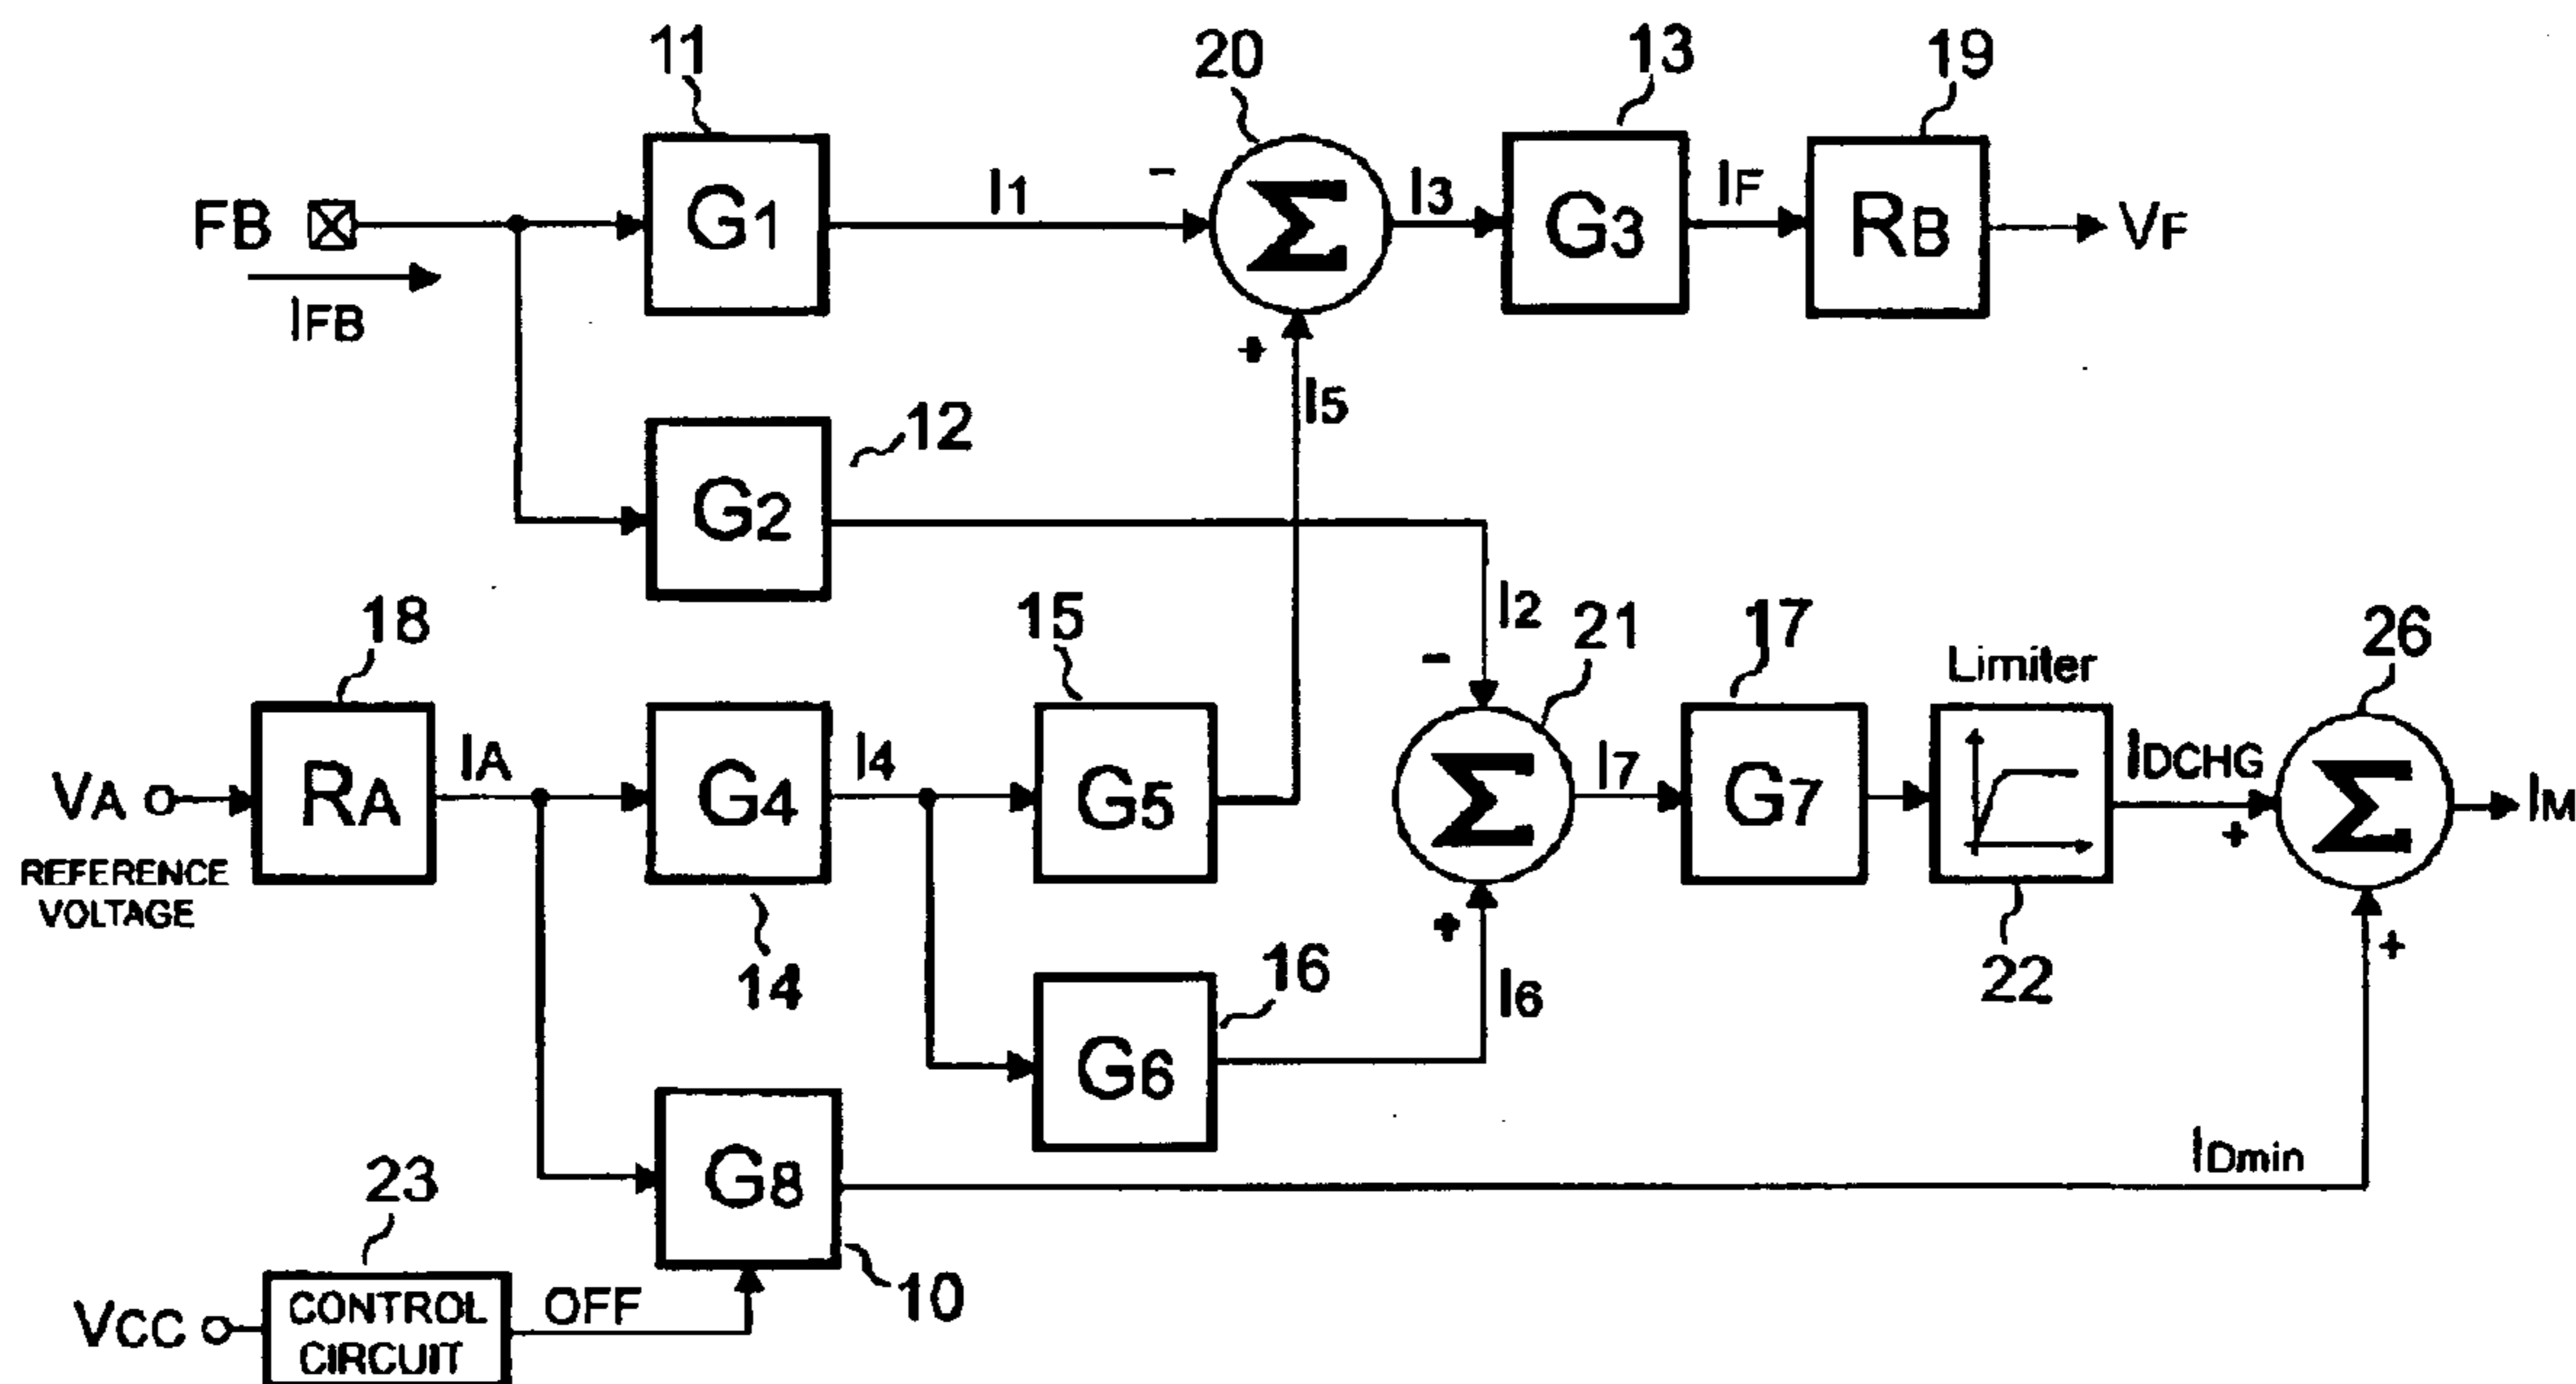 11
20
13
19
FB
G1
I1
-
Σ
I3
G3
IF
RB
VF
IFB
+
I5
12
G2
18
15
I2
21
17
Limiter
26
-
VA
RA
IA
G4
I4
G5
Σ
I7
G7
IDCHG
+
Σ
IM
REFERENCE
VOLTAGE
14
16
+
I6
22
+
G6
23
G8
IDmin
VCC
CONTROL
CIRCUIT
OFF
10